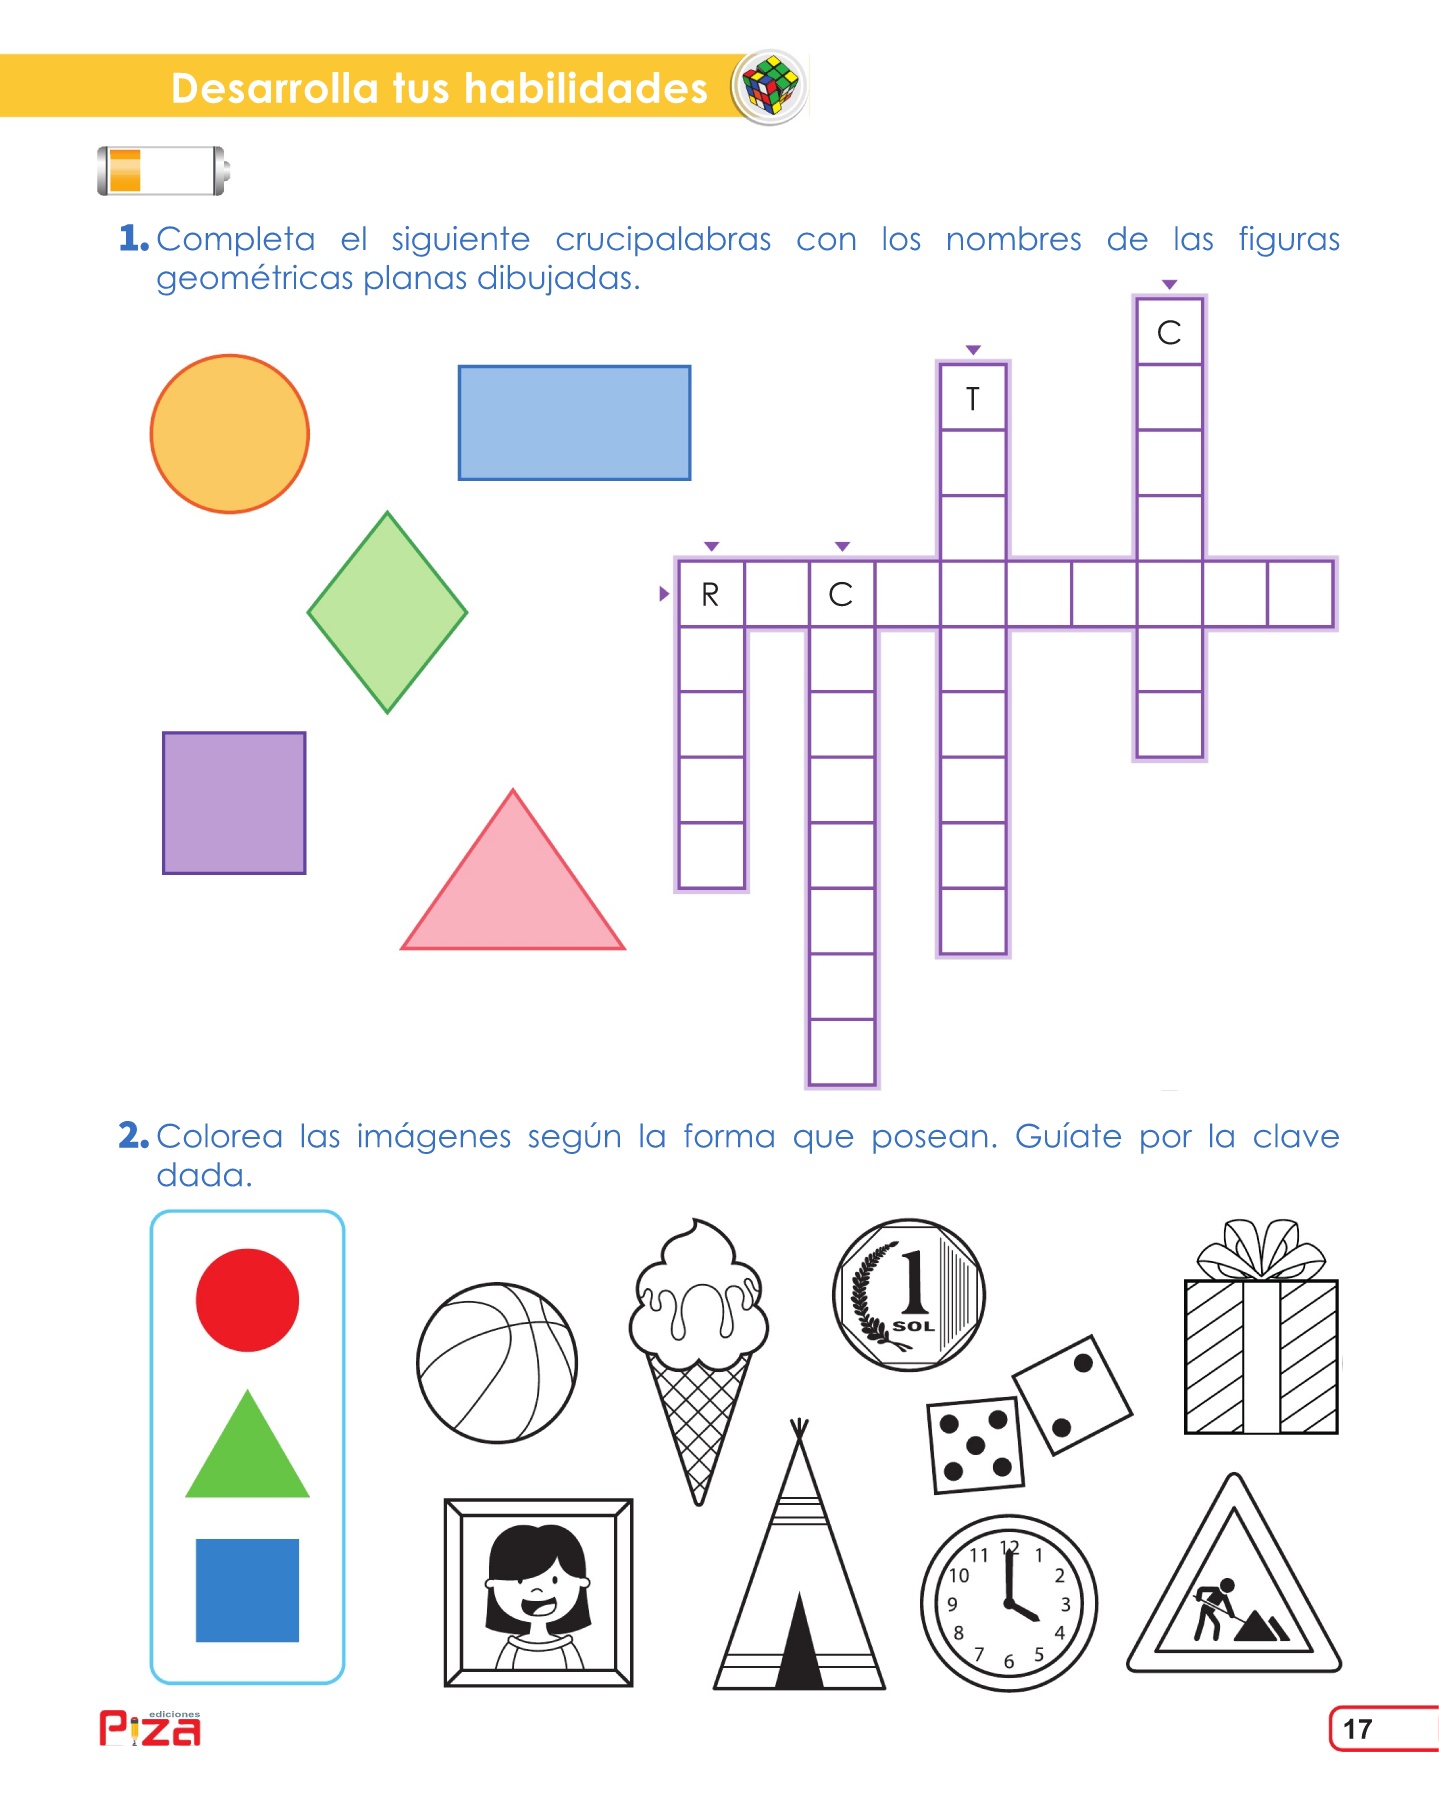 Desarrolla tus habilidades
1. Completa el siguiente crucipalabras con los nombres de las figuras
geométricas planas dibujadas.
C
T
R C
2. Colorea las imágenes según la forma que posean. Guíate por la clave
dada.
1
SOL
12
11 1
10 2
9 3
8 4
7 5
6
ediciones
Piza
17